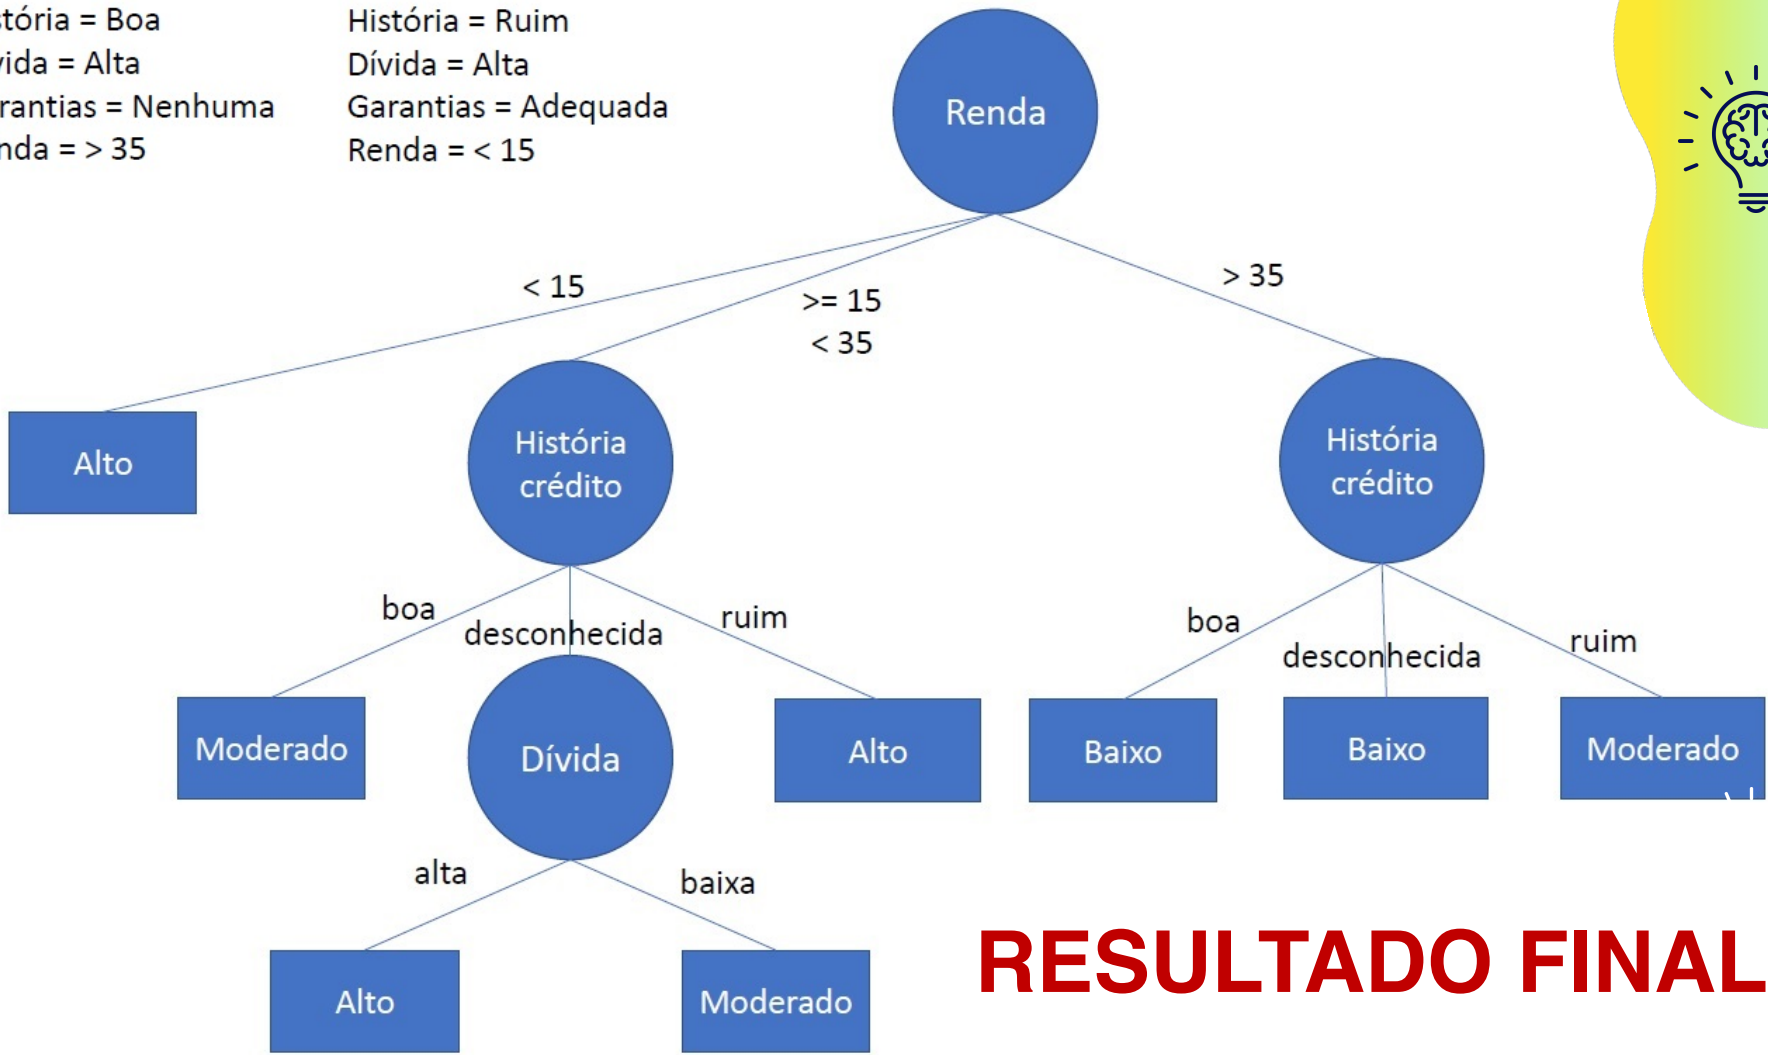 stória = Boa
vida = Alta
rantias = Nenhuma
nda = > 35
História = Ruim
Dívida = Alta
Garantias = Adequada
Renda = < 15
Renda
< 15
>= 15
< 35
> 35
Alto
História
crédito
História
crédito
boa
desconhecida
ruim
boa
desconhecida
ruim
Moderado
Dívida
Alto
Baixo
Baixo
Moderado
alta
baixa
Alto
Moderado
RESULTADO FINAL